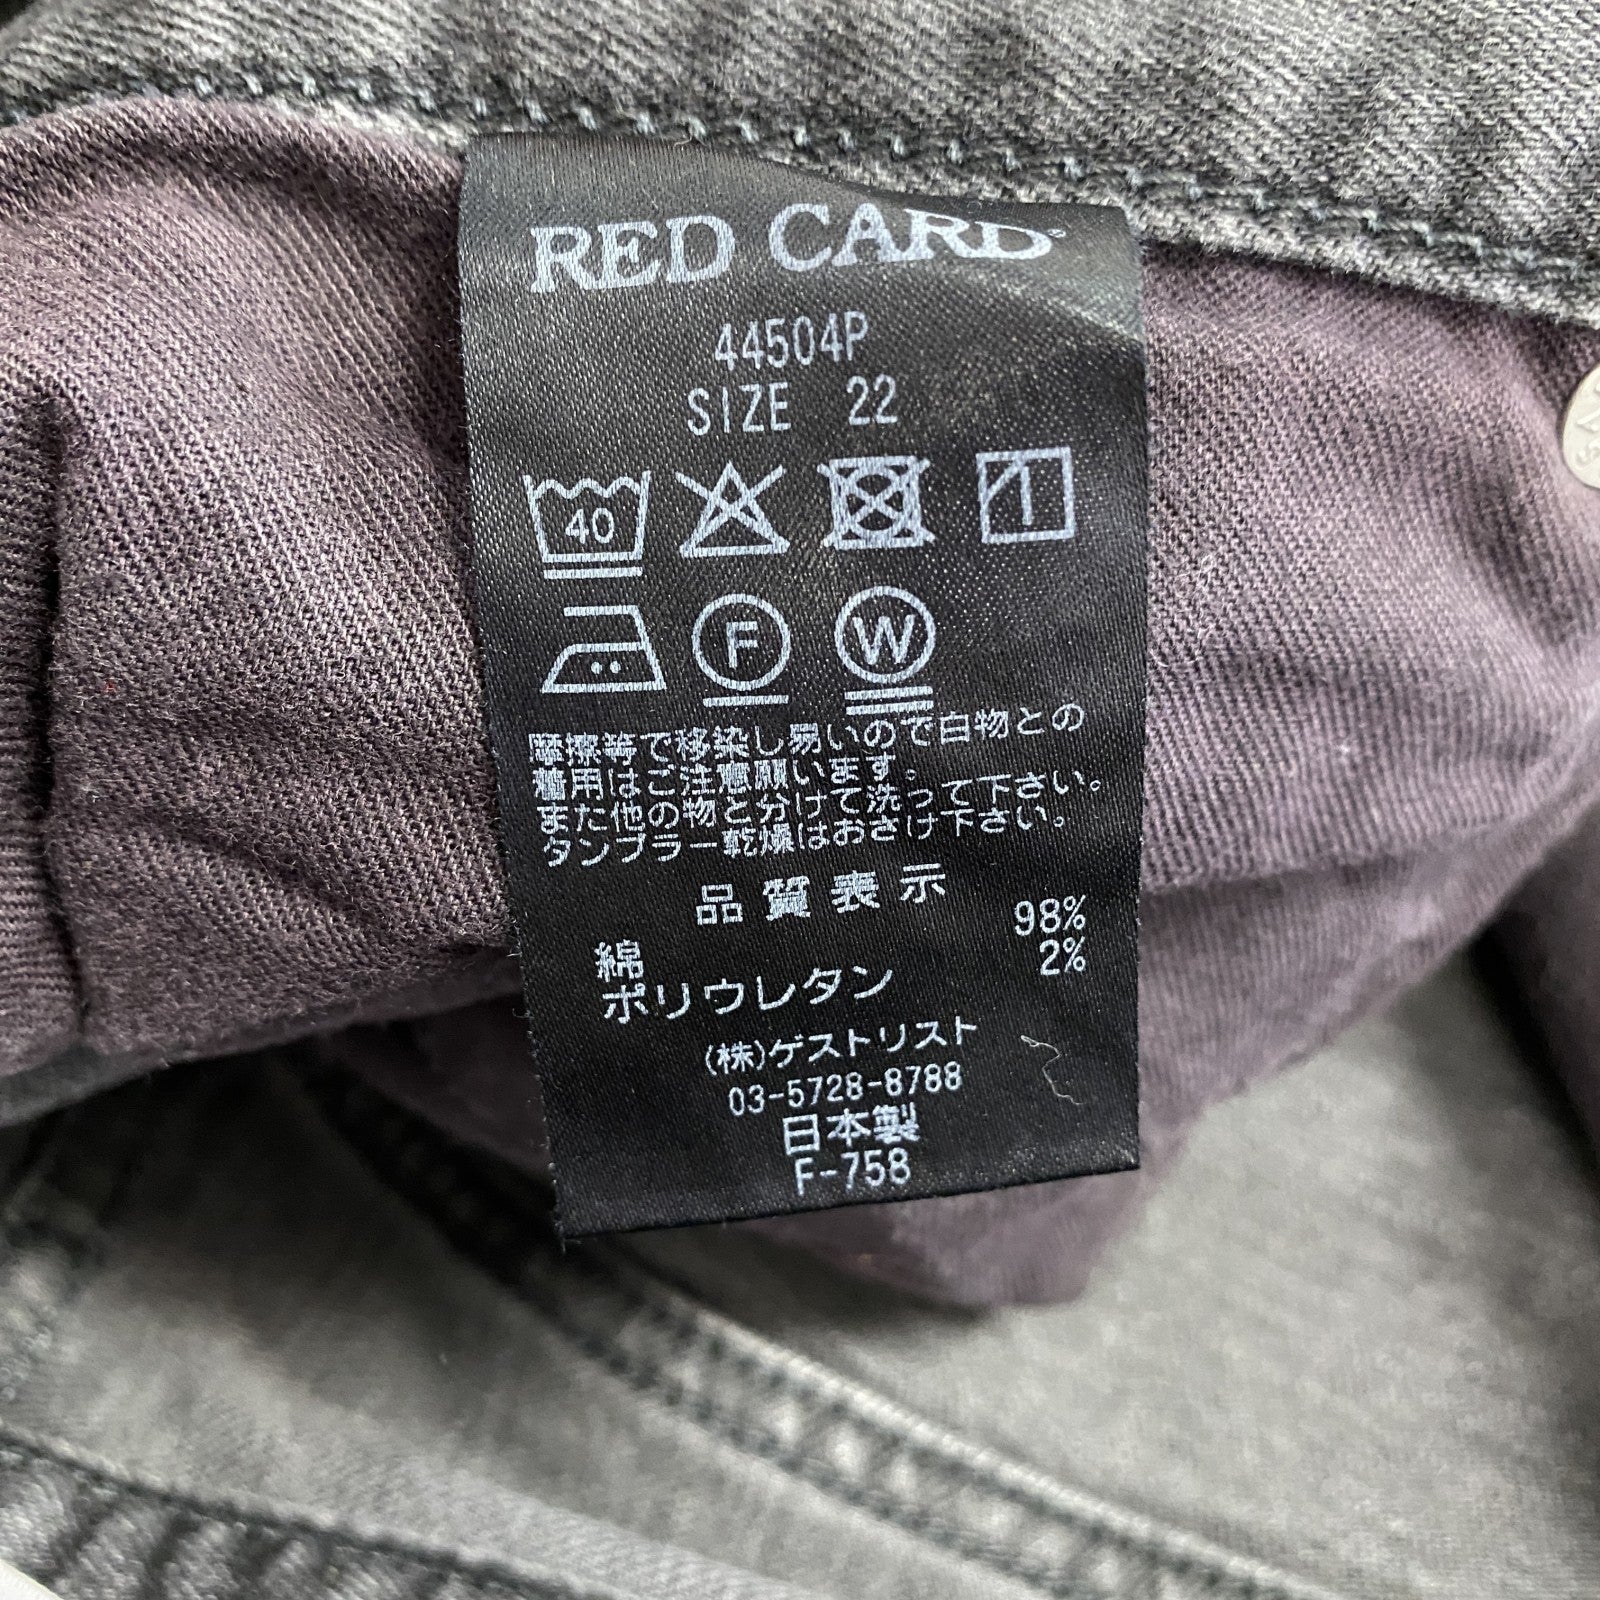 RED CARD
44504P
SIZE 22
40
F
W
摩擦等で移染し易いので白物との
着用はご注意願います。
また他の物と分けて洗って下さい。
タンブラー乾燥はおさけ下さい。
品質表示
綿 98%
ポリウレタン 2%
(株)ゲストリスト
03-5728-8788
日本製
F-758